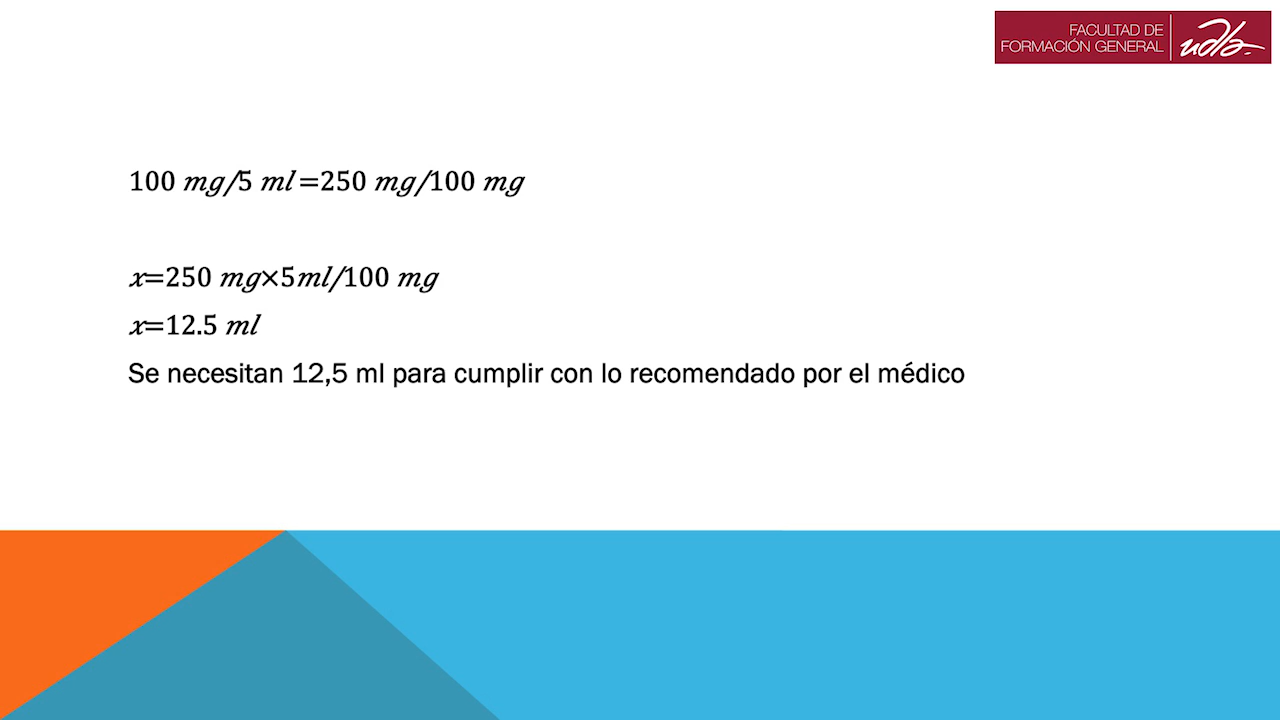 FACULTAD DE
FORMACIÓN GENERAL
udla
100 mg/5 ml=250 mg/100 mg
x=250 mg×5ml/100 mg
x=12.5 ml
Se necesitan 12,5 ml para cumplir con lo recomendado por el médico